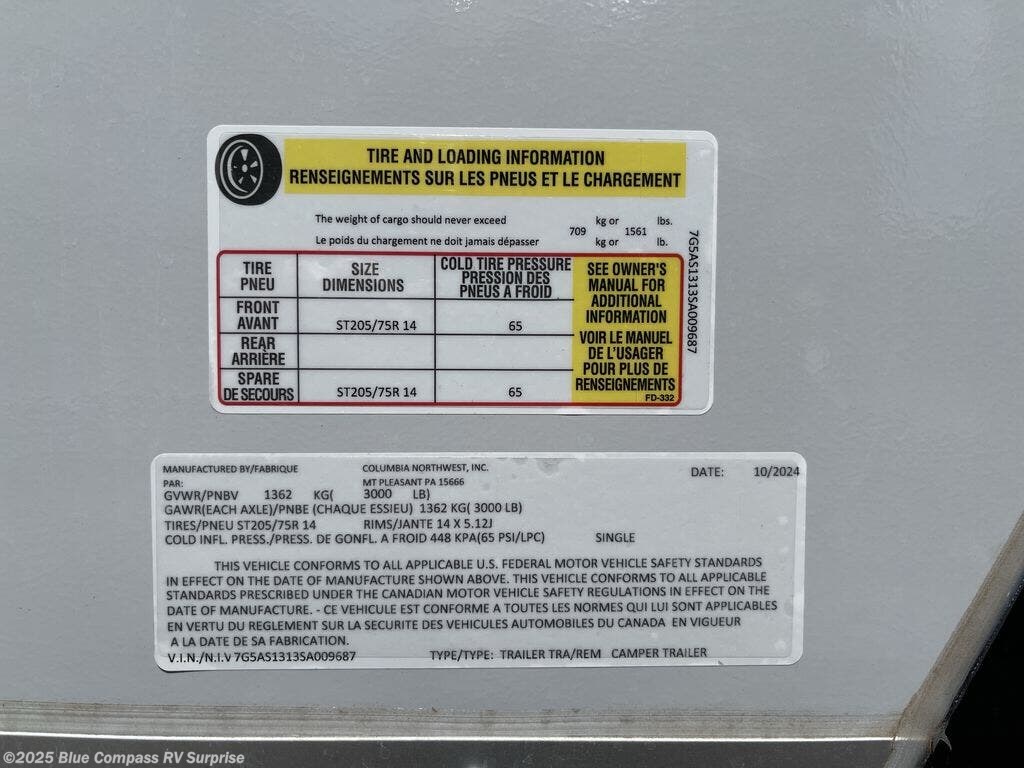 TIRE AND LOADING INFORMATION
RENSEIGNEMENTS SUR LES PNEUS ET LE CHARGEMENT
The weight of cargo should never exceed kg or lbs.
709 1561
Le poids du chargement ne doit jamais dépasser kg or lb.
TIRE
PNEU
SIZE
DIMENSIONS
COLD TIRE PRESSURE
PRESSION DES
PNEUS A FROID
SEE OWNER'S
MANUAL FOR
ADDITIONAL
INFORMATION
VOIR LE MANUEL
DE L'USAGER
POUR PLUS DE
RENSEIGNEMENTS
FD-332
FRONT
AVANT
ST205/75R 14
65
REAR
ARRIÈRE
SPARE
DE SECOURS
ST205/75R 14
65
7G5AS1313SA009687
MANUFACTURED BY/FABRIQUE COLUMBIA NORTHWEST, INC. DATE: 10/2024
PAR: MT PLEASANT PA 15666
GVWR/PNBV 1362 KG( 3000 LB)
GAWR(EACH AXLE)/PNBE (CHAQUE ESSIEU) 1362 KG( 3000 LB)
TIRES/PNEU ST205/75R 14 RIMS/JANTE 14 X 5.12J
COLD INFL. PRESS./PRESS. DE GONFL. A FROID 448 KPA(65 PSI/LPC) SINGLE
THIS VEHICLE CONFORMS TO ALL APPLICABLE U.S. FEDERAL MOTOR VEHICLE SAFETY STANDARDS
IN EFFECT ON THE DATE OF MANUFACTURE SHOWN ABOVE. THIS VEHICLE CONFORMS TO ALL APPLICABLE
STANDARDS PRESCRIBED UNDER THE CANADIAN MOTOR VEHICLE SAFETY REGULATIONS IN EFFECT ON THE
DATE OF MANUFACTURE. - CE VEHICULE EST CONFORME A TOUTES LES NORMES QUI LUI SONT APPLICABLES
EN VERTU DU REGLEMENT SUR LA SECURITE DES VEHICULES AUTOMOBILES DU CANADA EN VIGUEUR
A LA DATE DE SA FABRICATION.
V.I.N./N.I.V 7G5AS1313SA009687 TYPE/TYPE: TRAILER TRA/REM CAMPER TRAILER
©2025 Blue Compass RV Surprise